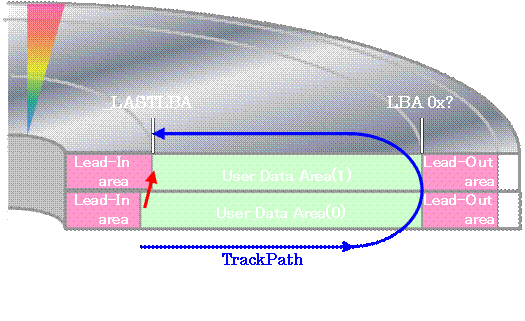 LASTLBA
LBA 0x?
Lead-In
area
User Data Area(1)
Lead-Out
area
Lead-In
area
User Data Area(0)
Lead-Out
area
TrackPath